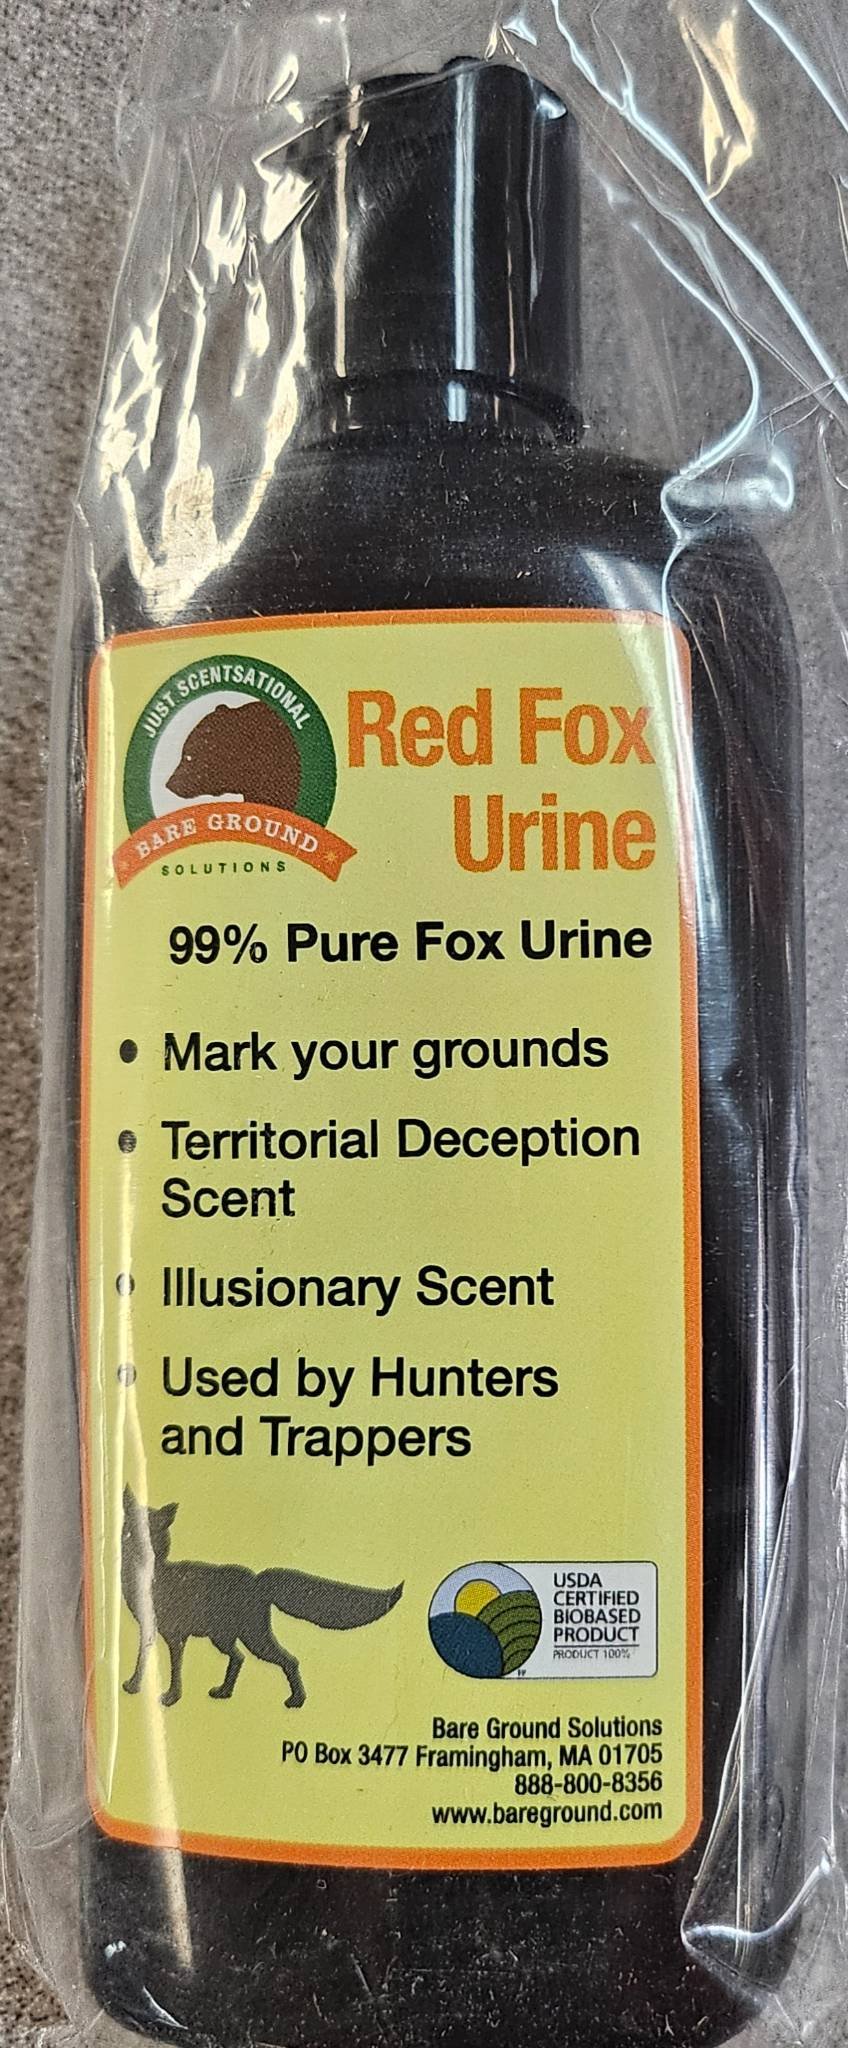 JUST SCENTSATIONAL
BARE GROUND
SOLUTIONS
Red Fox
Urine
99% Pure Fox Urine
• Mark your grounds
• Territorial Deception
Scent
• Illusionary Scent
• Used by Hunters
and Trappers
USDA
CERTIFIED
BIOBASED
PRODUCT
PRODUCT 100%
FP
Bare Ground Solutions
PO Box 3477 Framingham, MA 01705
888-800-8356
www.bareground.com